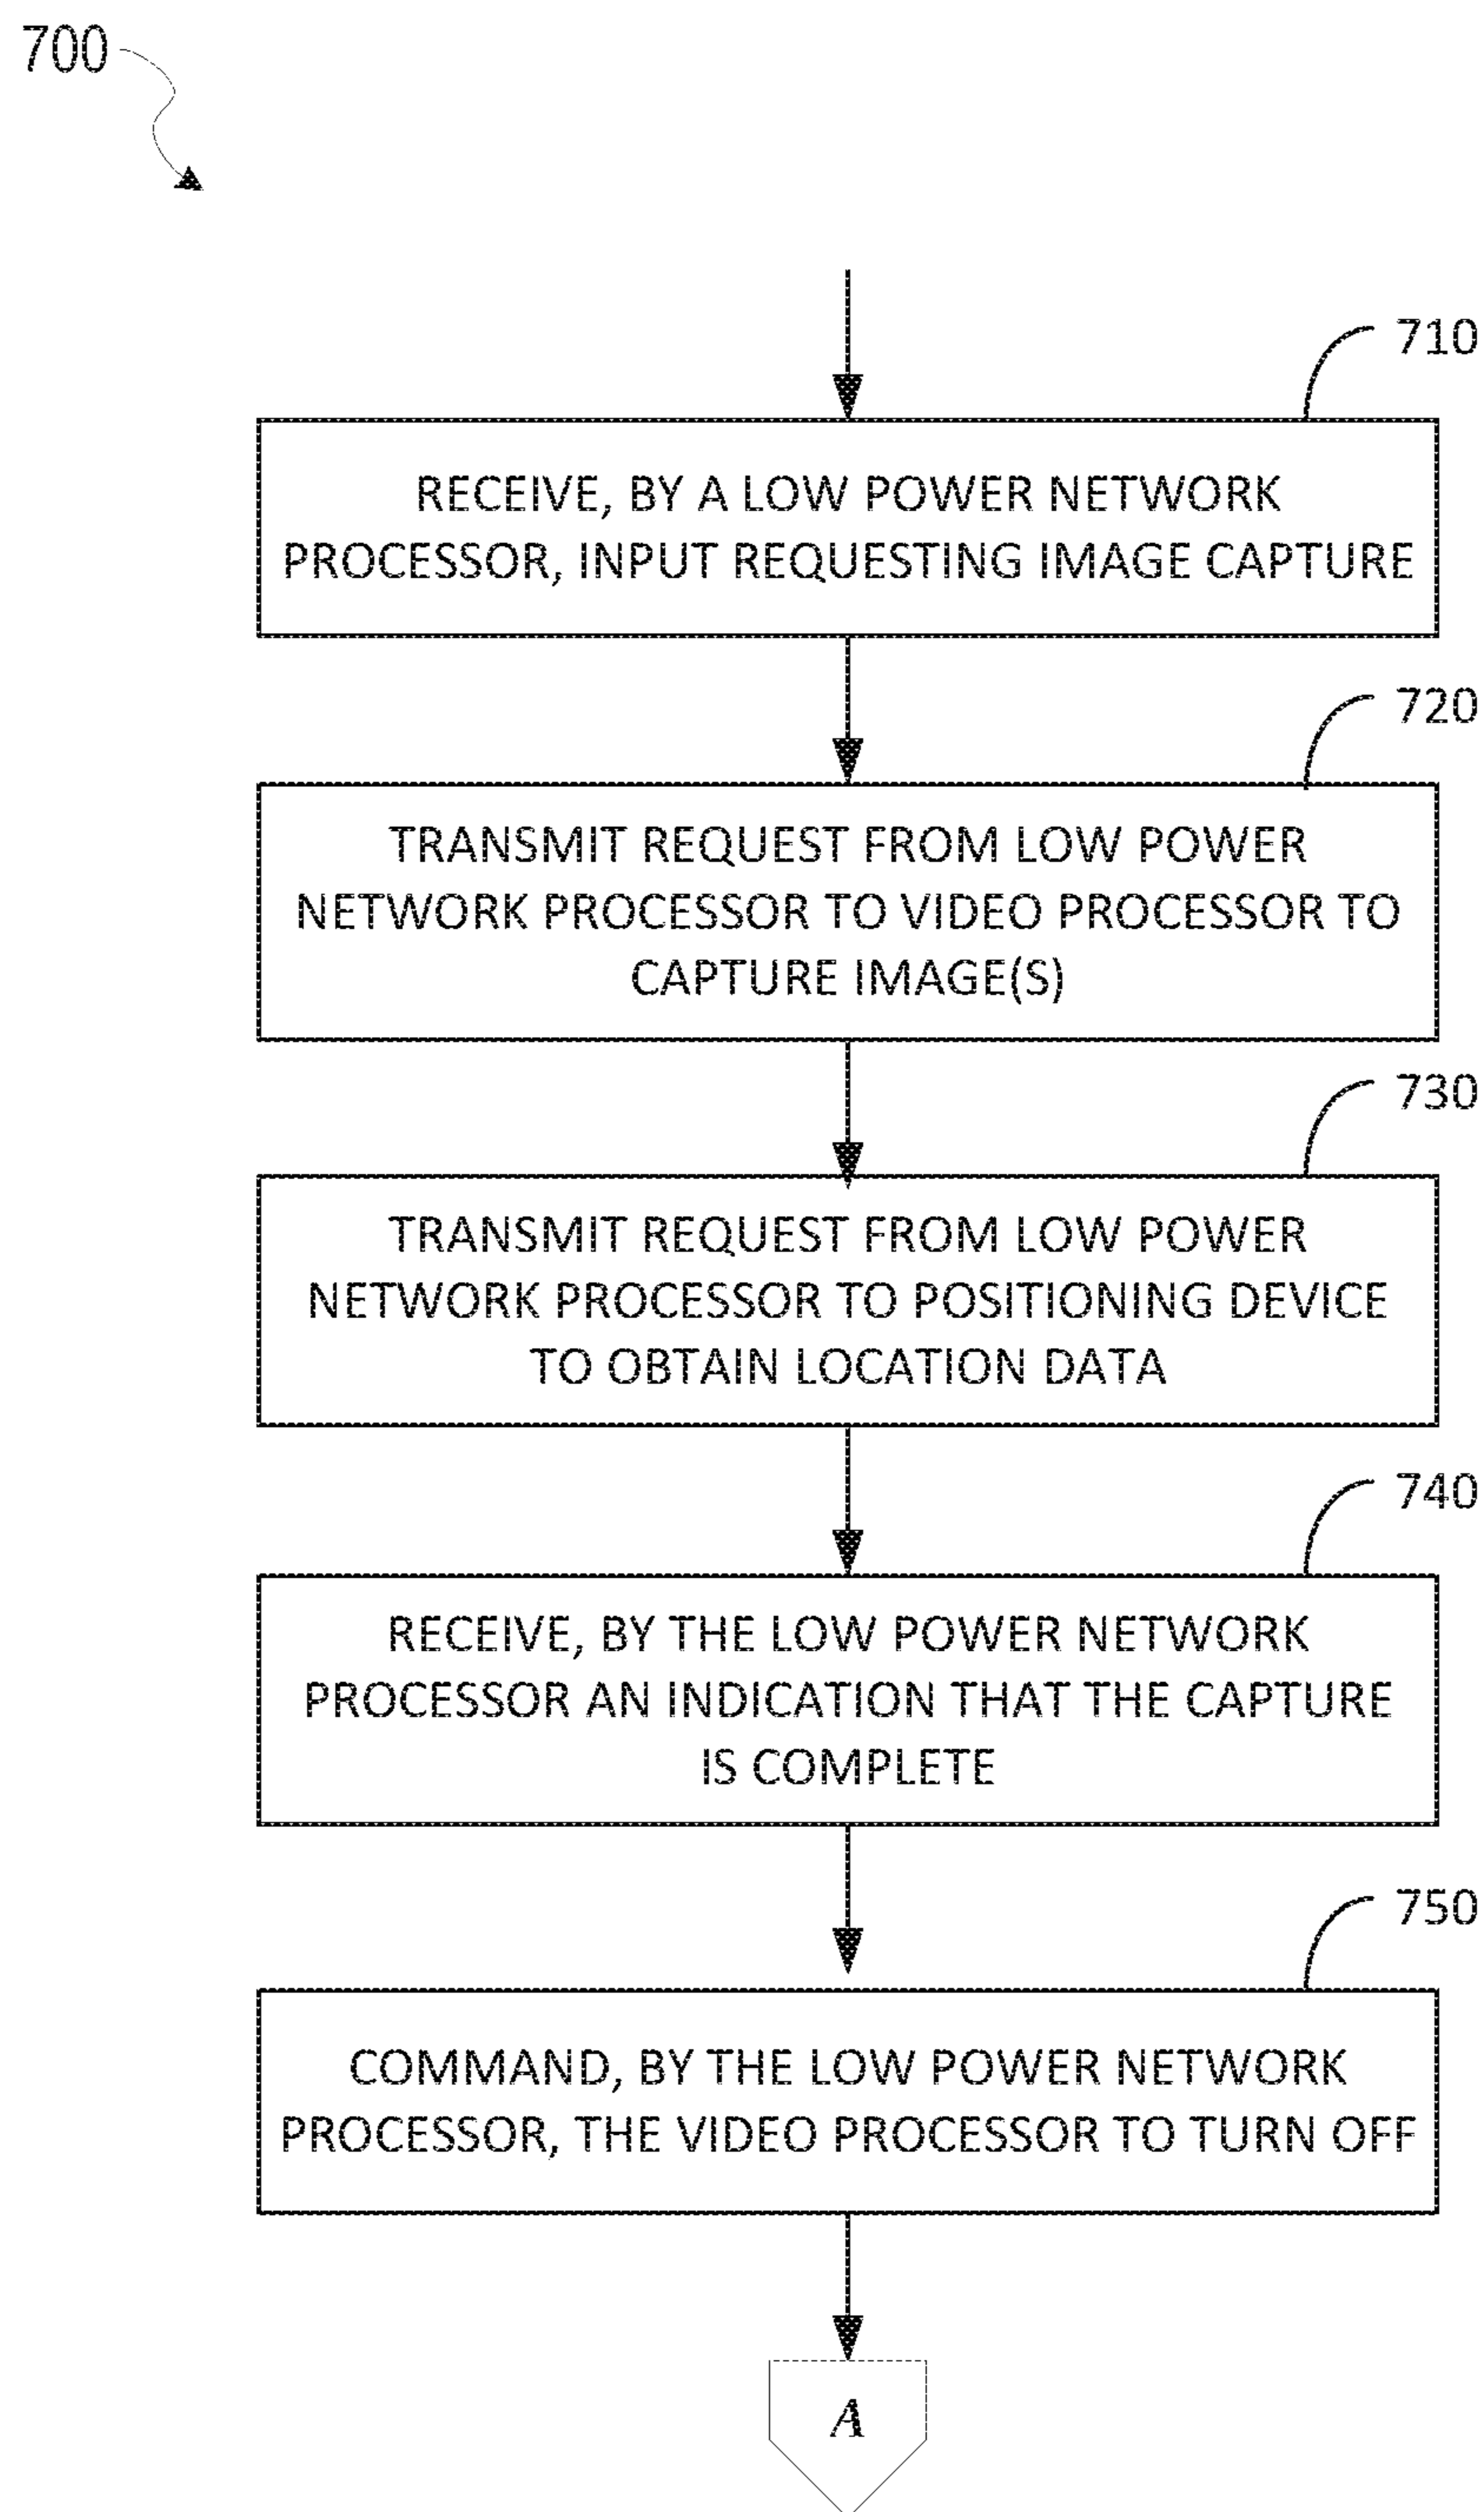 700
710
RECEIVE, BY A LOW POWER NETWORK
PROCESSOR, INPUT REQUESTING IMAGE CAPTURE
720
TRANSMIT REQUEST FROM LOW POWER
NETWORK PROCESSOR TO VIDEO PROCESSOR TO
CAPTURE IMAGE(S)
730
TRANSMIT REQUEST FROM LOW POWER
NETWORK PROCESSOR TO POSITIONING DEVICE
TO OBTAIN LOCATION DATA
740
RECEIVE, BY THE LOW POWER NETWORK
PROCESSOR AN INDICATION THAT THE CAPTURE
IS COMPLETE
750
COMMAND, BY THE LOW POWER NETWORK
PROCESSOR, THE VIDEO PROCESSOR TO TURN OFF
A